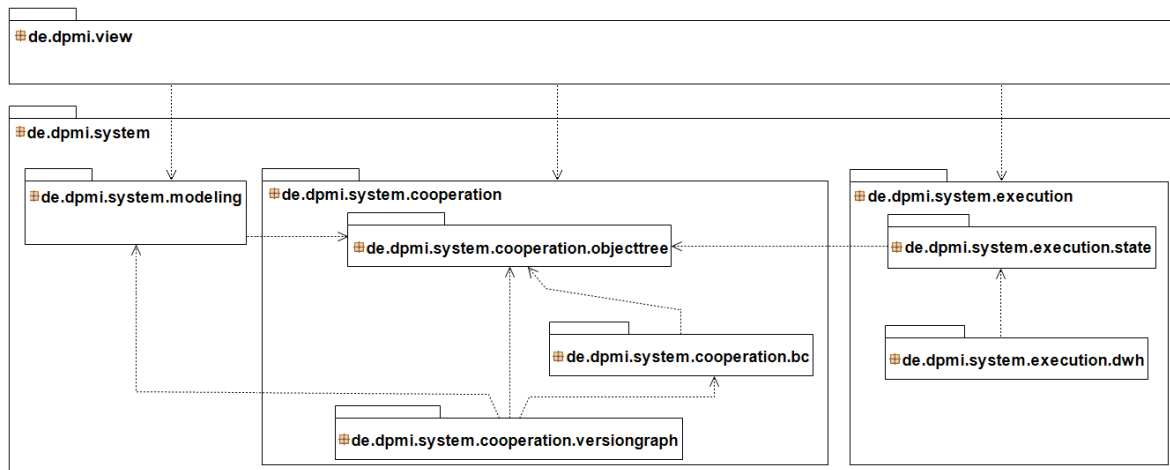 de.dpmi.view
de.dpmi.system
de.dpmi.system.modeling
de.dpmi.system.cooperation
de.dpmi.system.execution
de.dpmi.system.cooperation.objecttree
de.dpmi.system.execution.state
de.dpmi.system.cooperation.bc
de.dpmi.system.execution.dwh
de.dpmi.system.cooperation.versiongraph